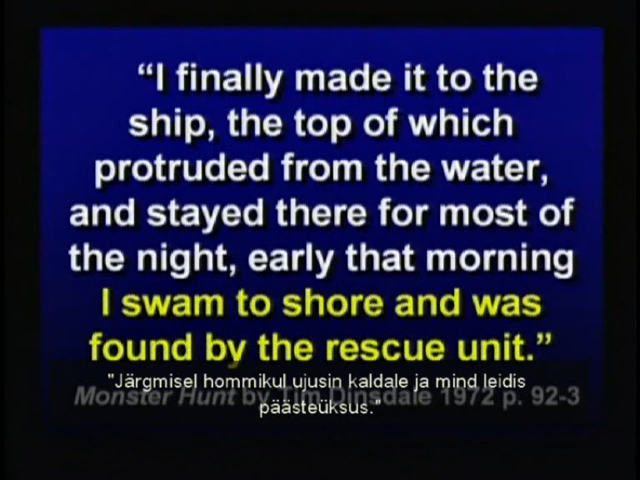 “I finally made it to the
ship, the top of which
protruded from the water,
and stayed there for most of
the night, early that morning
I swam to shore and was
found by the rescue unit.”
"Järgmisel hommikul ujusin kaldale ja mind leidis
päästeüksus."
Monster Hunt by Tim Dinsdale 1972 p. 92-3